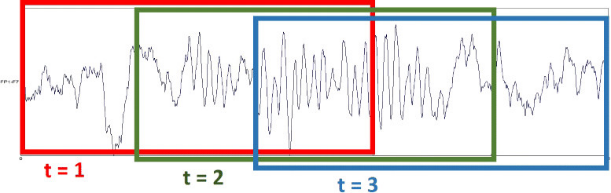 t = 1
t = 2
t = 3